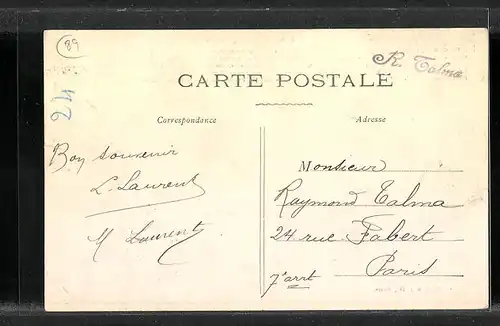 89
R. Talma
CARTE POSTALE
42
Correspondance
Adresse
Bon souvenir
L. Laurent
M Laurent
Monsieur
Raymond Talma
24 rue Fabert
7e arrt Paris